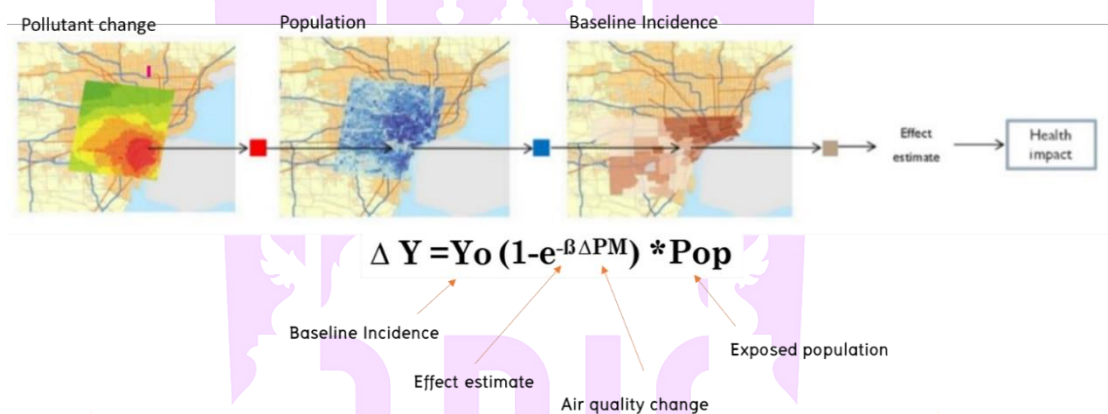 Pollutant change
Population
Baseline Incidence
Effect
estimate
Health
impact
Δ Y =Yo (1-e-ßΔPM) *Pop
Baseline Incidence
Effect estimate
Air quality change
Exposed population